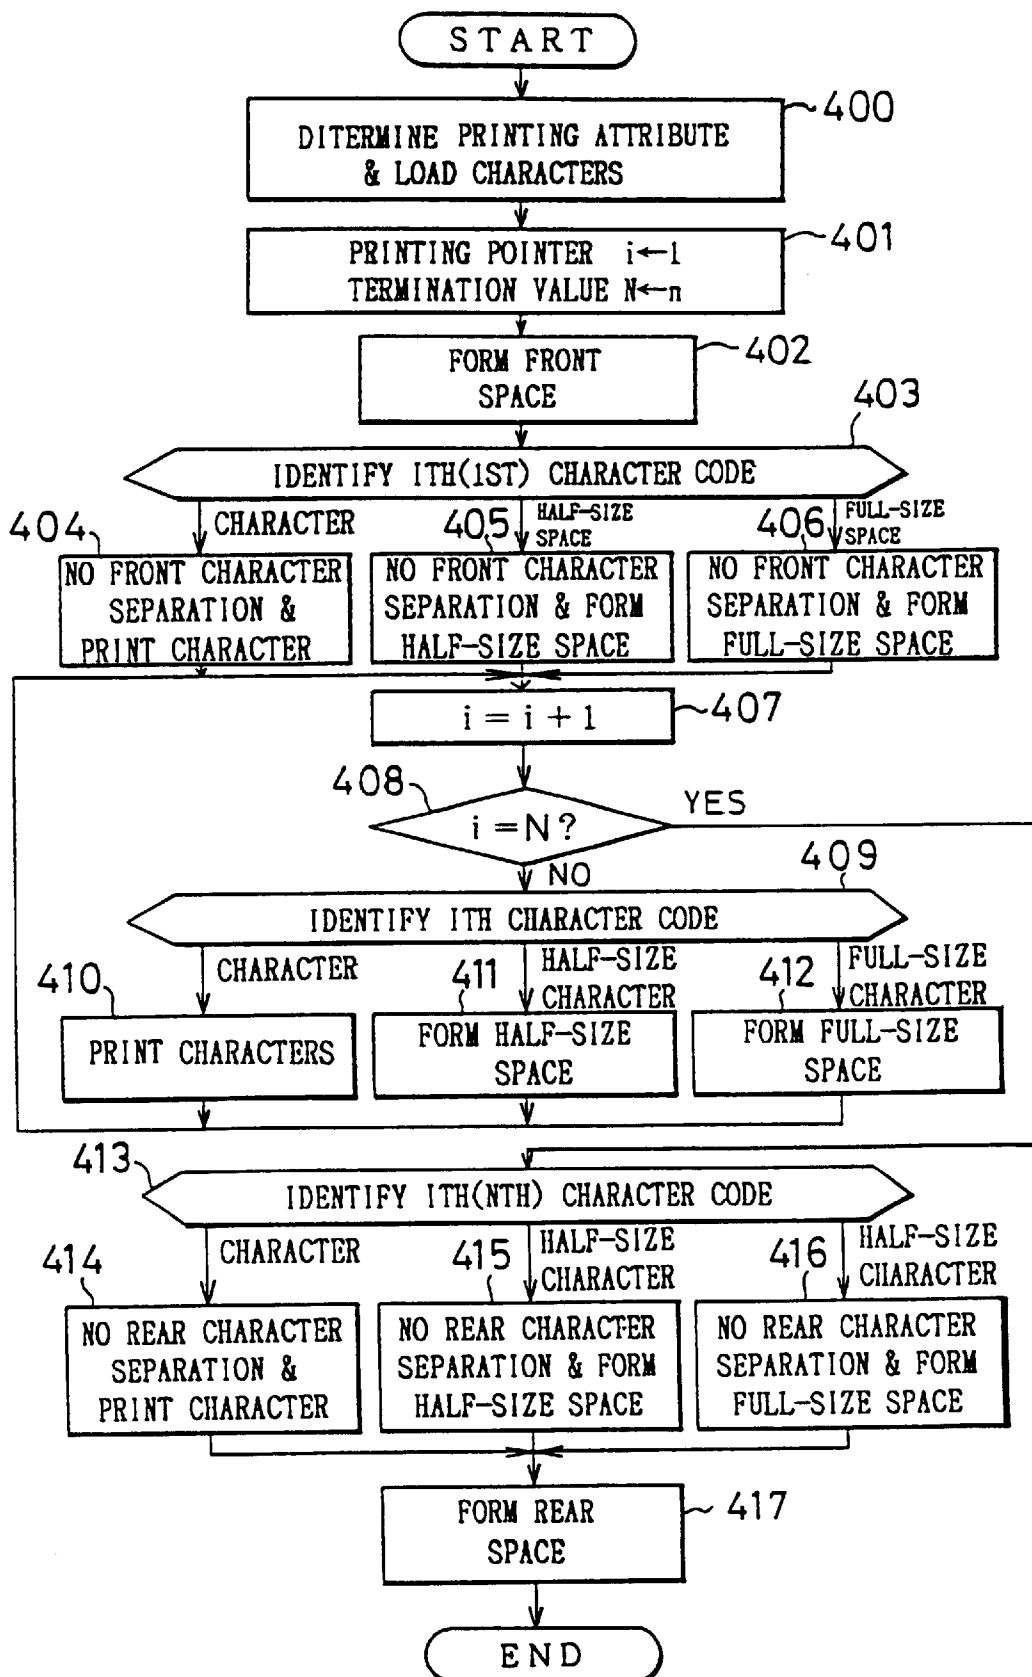 START
400
DITERMINE PRINTING ATTRIBUTE
& LOAD CHARACTERS
401
PRINTING POINTER i←1
TERMINATION VALUE N←n
402
FORM FRONT
SPACE
403
IDENTIFY ITH(1ST) CHARACTER CODE
404
CHARACTER
405
HALF-SIZE
SPACE
406
FULL-SIZE
SPACE
NO FRONT CHARACTER
SEPARATION &
PRINT CHARACTER
NO FRONT CHARACTER
SEPARATION & FORM
HALF-SIZE SPACE
NO FRONT CHARACTER
SEPARATION & FORM
FULL-SIZE SPACE
i = i + 1
407
408
i = N?
YES
NO
409
IDENTIFY ITH CHARACTER CODE
410
CHARACTER
411
HALF-SIZE
CHARACTER
412
FULL-SIZE
CHARACTER
PRINT CHARACTERS
FORM HALF-SIZE
SPACE
FORM FULL-SIZE
SPACE
413
IDENTIFY ITH(NTH) CHARACTER CODE
414
CHARACTER
415
HALF-SIZE
CHARACTER
416
HALF-SIZE
CHARACTER
NO REAR CHARACTER
SEPARATION &
PRINT CHARACTER
NO REAR CHARACTER
SEPARATION & FORM
HALF-SIZE SPACE
NO REAR CHARACTER
SEPARATION & FORM
FULL-SIZE SPACE
FORM REAR
SPACE
417
END